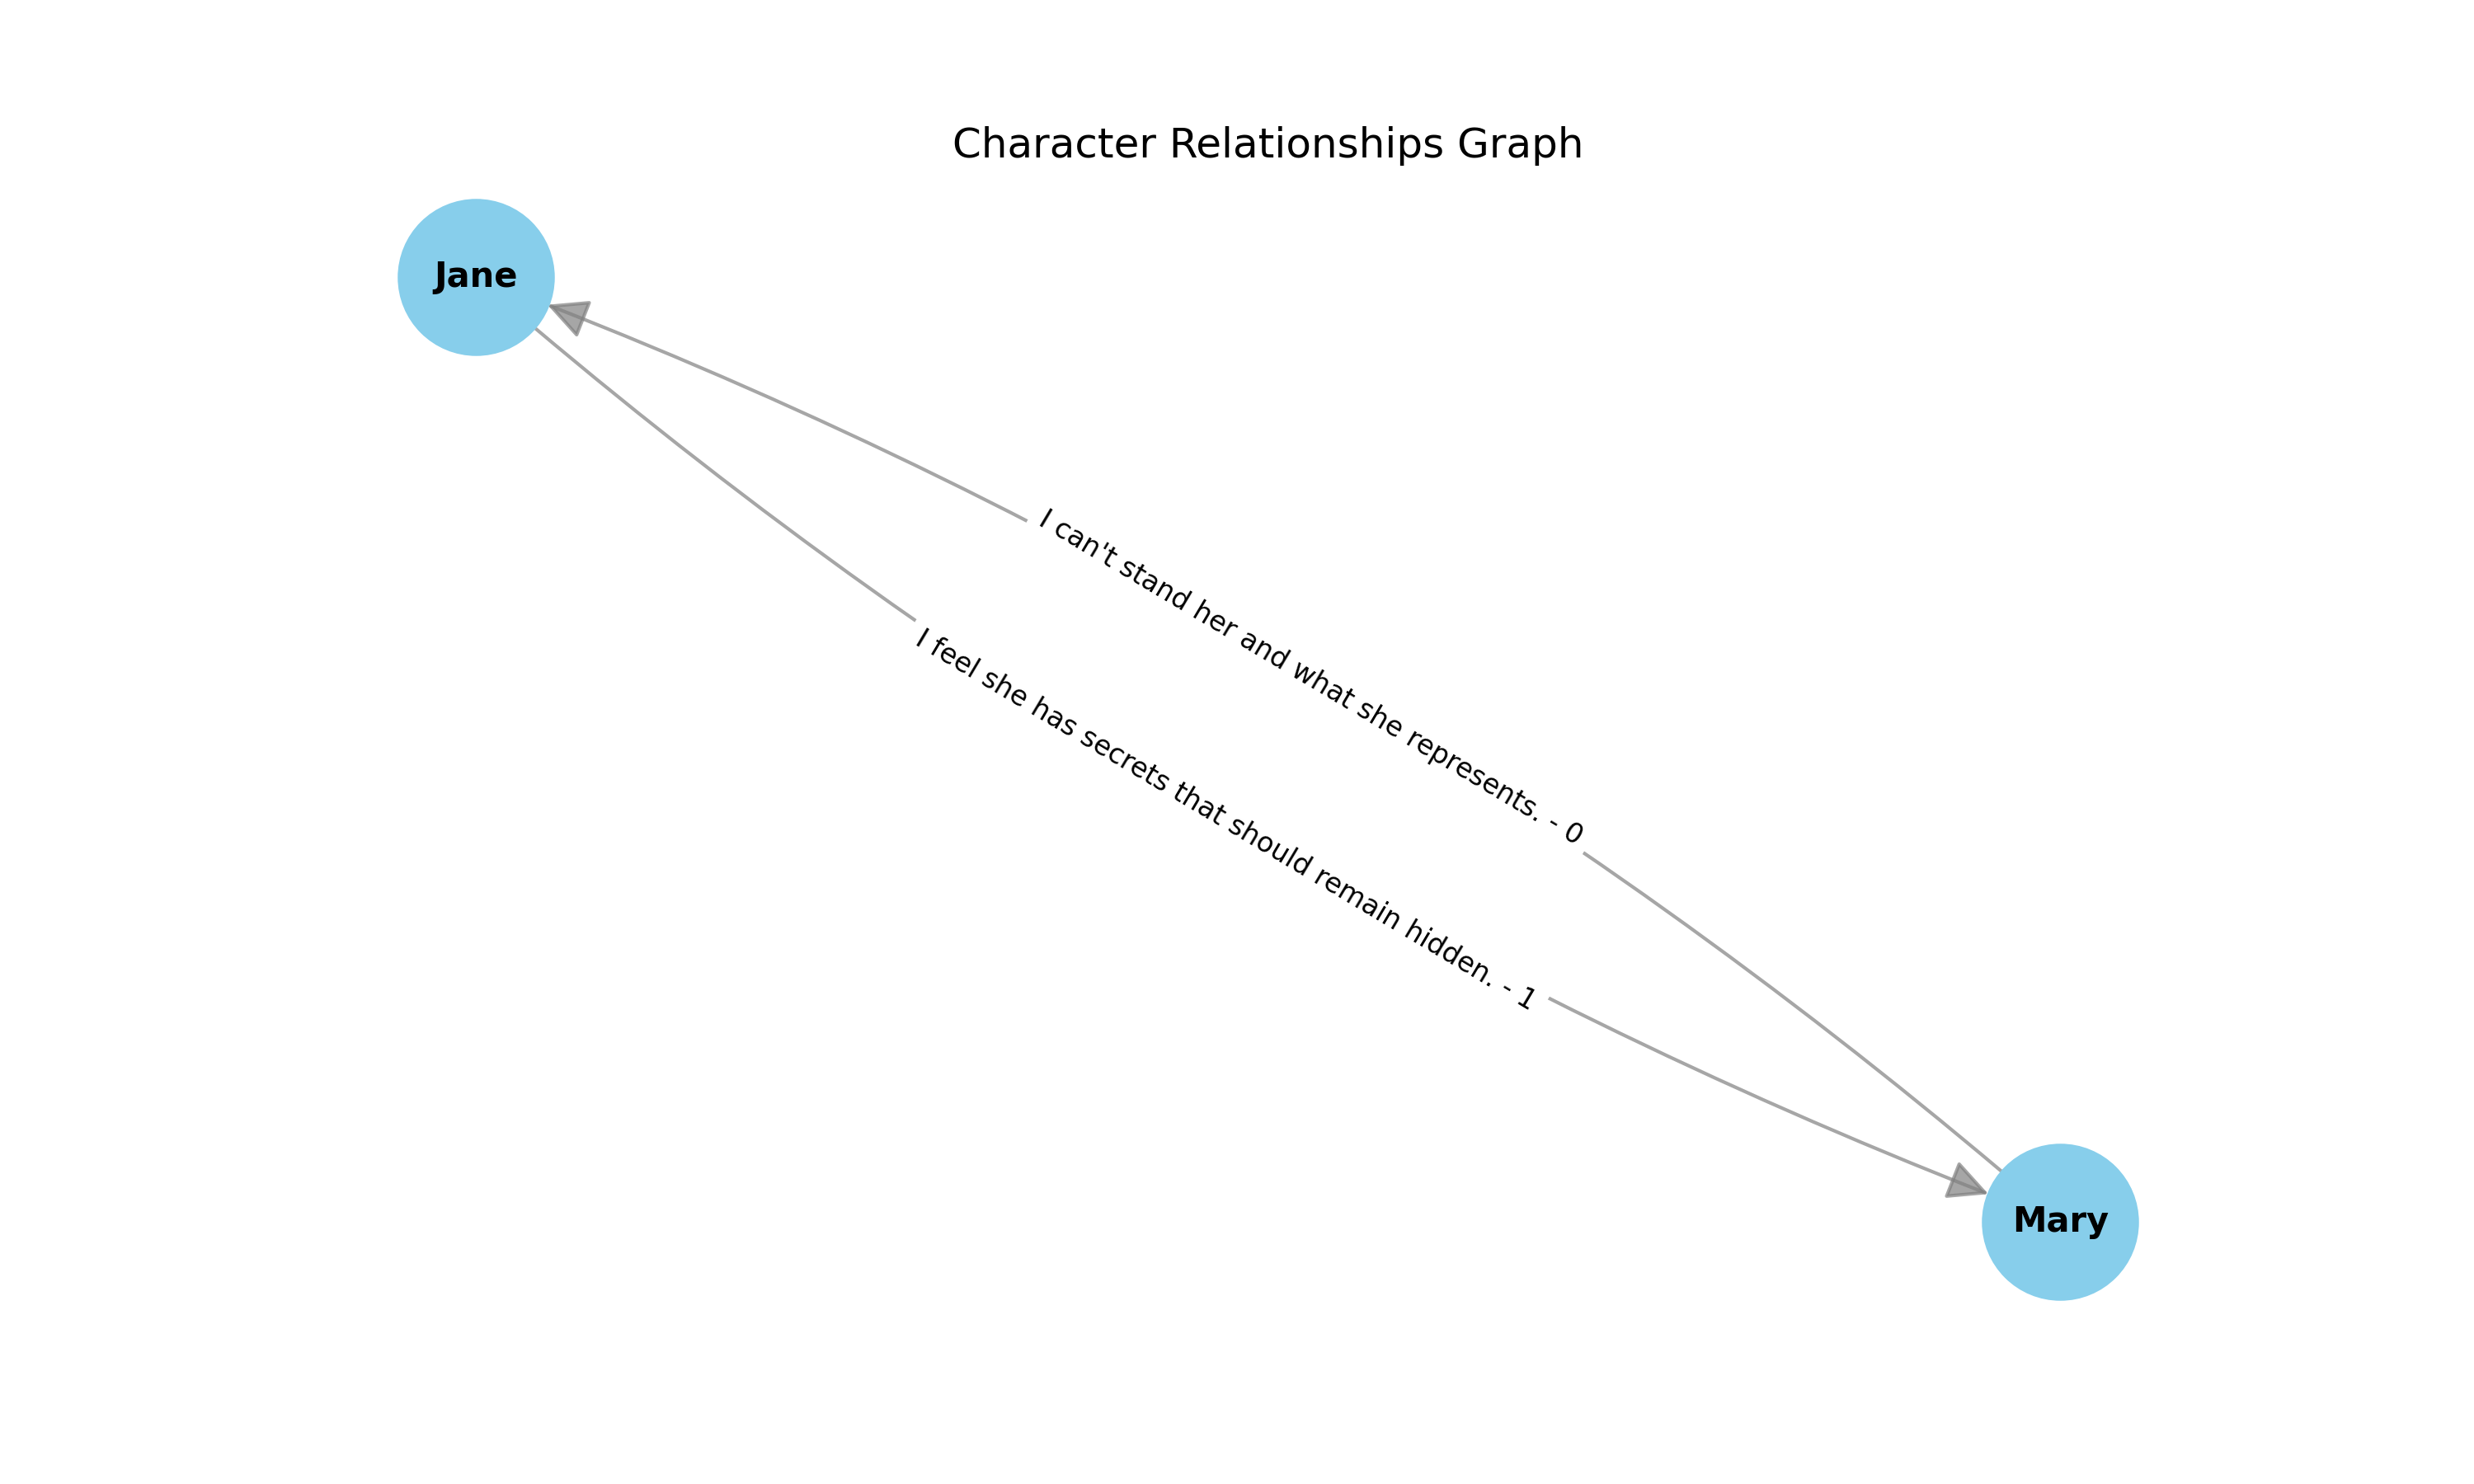 Character Relationships Graph
Jane
I can't stand her and what she represents. - 0
I feel she has secrets that should remain hidden. - 1
Mary